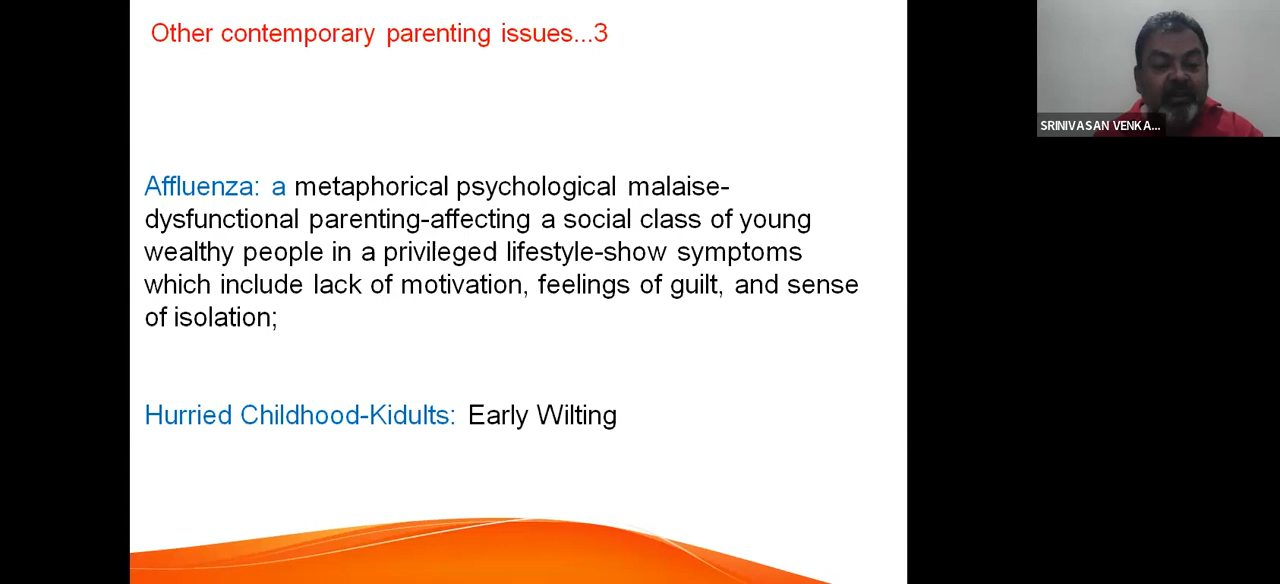 Other contemporary parenting issues...3
SRINIVASAN VENKA...
Affluenza: a metaphorical psychological malaise-
dysfunctional parenting-affecting a social class of young
wealthy people in a privileged lifestyle-show symptoms
which include lack of motivation, feelings of guilt, and sense
of isolation;
Hurried Childhood-Kidults: Early Wilting